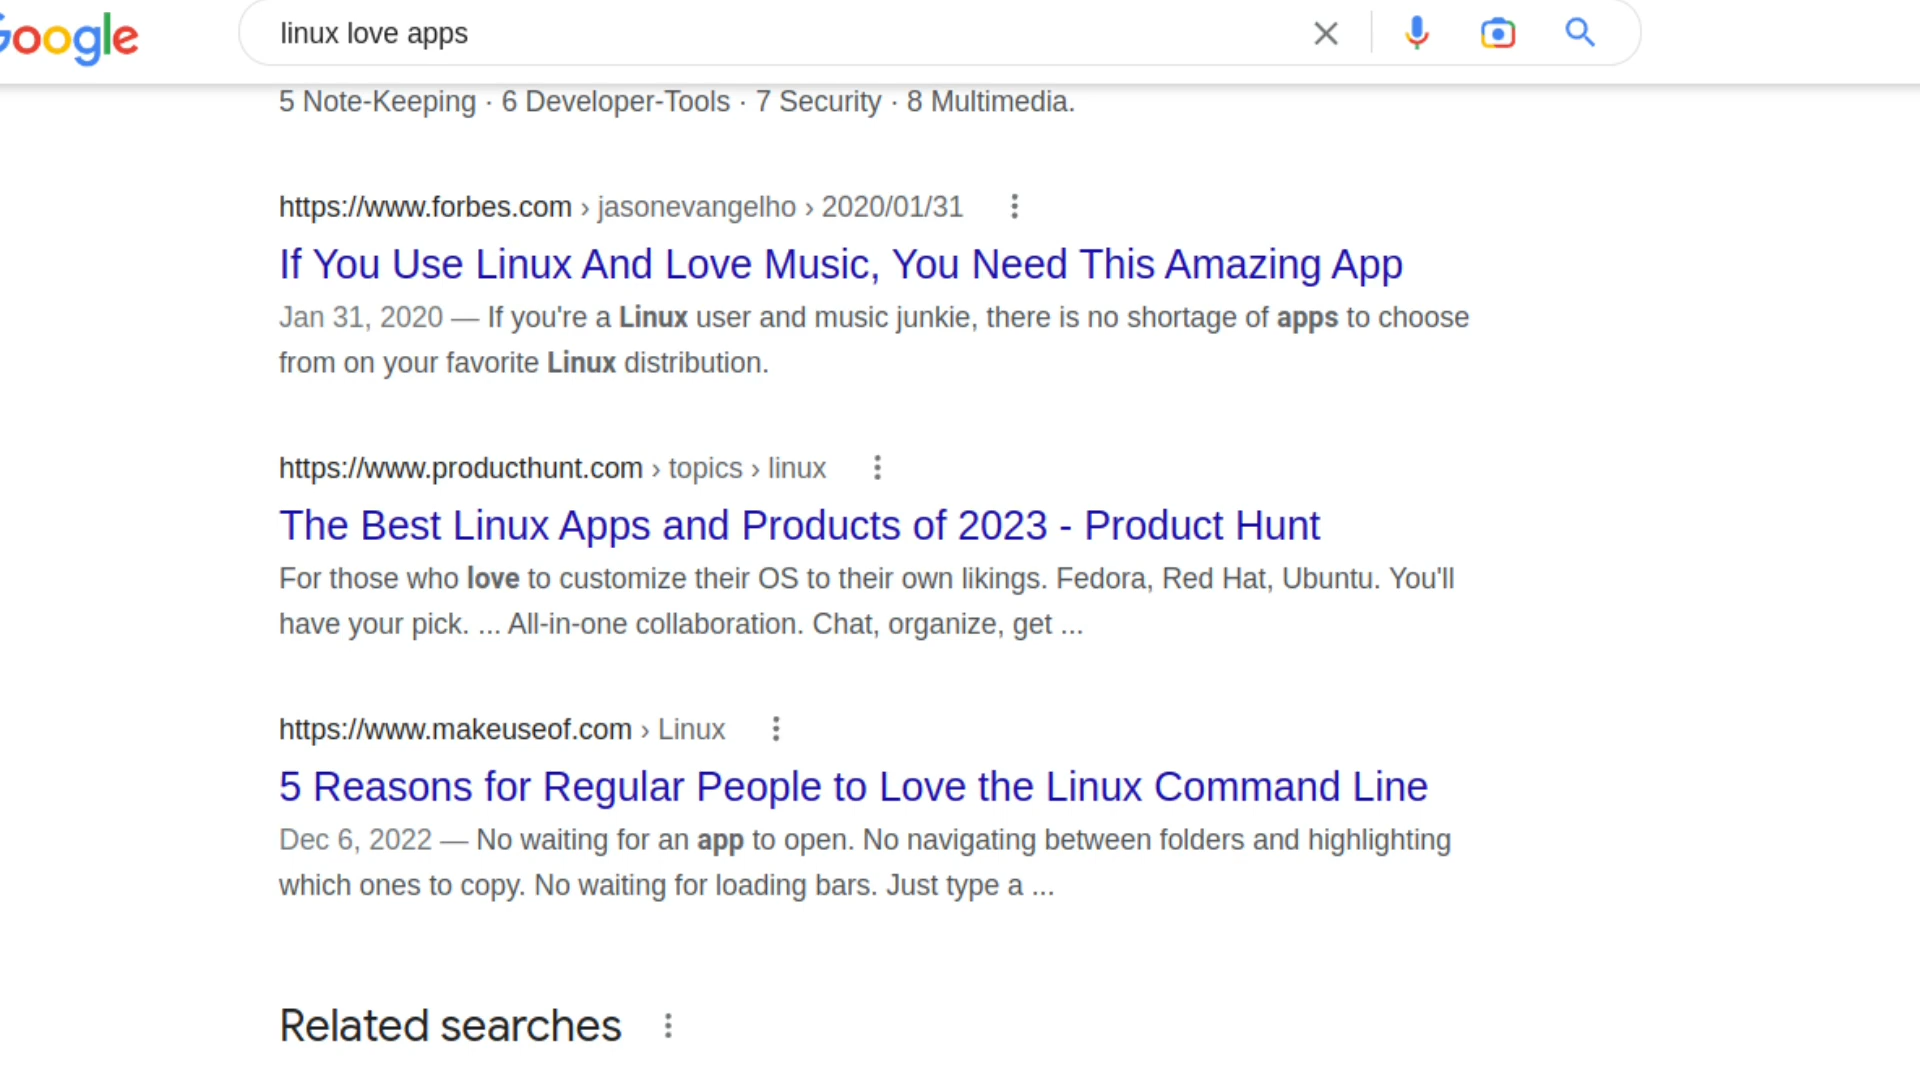 Google
linux love apps
5 Note-Keeping · 6 Developer-Tools · 7 Security · 8 Multimedia.
https://www.forbes.com › jasonevangelho › 2020/01/31
If You Use Linux And Love Music, You Need This Amazing App
Jan 31, 2020 — If you're a Linux user and music junkie, there is no shortage of apps to choose
from on your favorite Linux distribution.
https://www.producthunt.com › topics › linux
The Best Linux Apps and Products of 2023 - Product Hunt
For those who love to customize their OS to their own likings. Fedora, Red Hat, Ubuntu. You'll
have your pick. ... All-in-one collaboration. Chat, organize, get ...
https://www.makeuseof.com › Linux
5 Reasons for Regular People to Love the Linux Command Line
Dec 6, 2022 — No waiting for an app to open. No navigating between folders and highlighting
which ones to copy. No waiting for loading bars. Just type a ...
Related searches